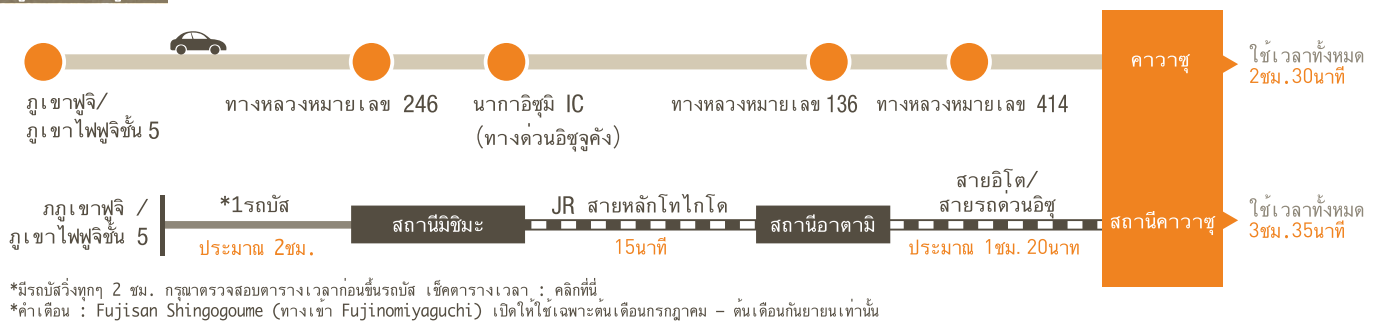 ภูเขาฟูจิ/
ภูเขาไฟฟูจิชั้น 5
ทางหลวงหมายเลข 246
นากาอิซุมิ IC
(ทางด่วนอิซุจูคัง)
ทางหลวงหมายเลข 136
ทางหลวงหมายเลข 414
คาวาซุ
ใช้เวลาทั้งหมด
2ชม.30นาที
ภภูเขาฟูจิ /
ภูเขาไฟฟูจิชั้น 5
*1รถบัส
ประมาณ 2ชม.
สถานีมิชิมะ
JR สายหลักโทไกโด
15นาที
สถานีอาตามิ
สายอิโต/
สายรถด่วนอิซุ
ประมาณ 1ชม. 20นาที
สถานีคาวาซุ
ใช้เวลาทั้งหมด
3ชม.35นาที
*มีรถบัสวิ่งทุกๆ 2 ชม. กรุณาตรวจสอบตารางเวลาก่อนขึ้นรถบัส เช็คตารางเวลา : คลิกที่นี่
*คำเตือน : Fujisan Shingogoume (ทางเข้า Fujinomiyaguchi) เปิดให้ใช้เฉพาะต้นเดือนกรกฎาคม – ต้นเดือนกันยายนเท่านั้น